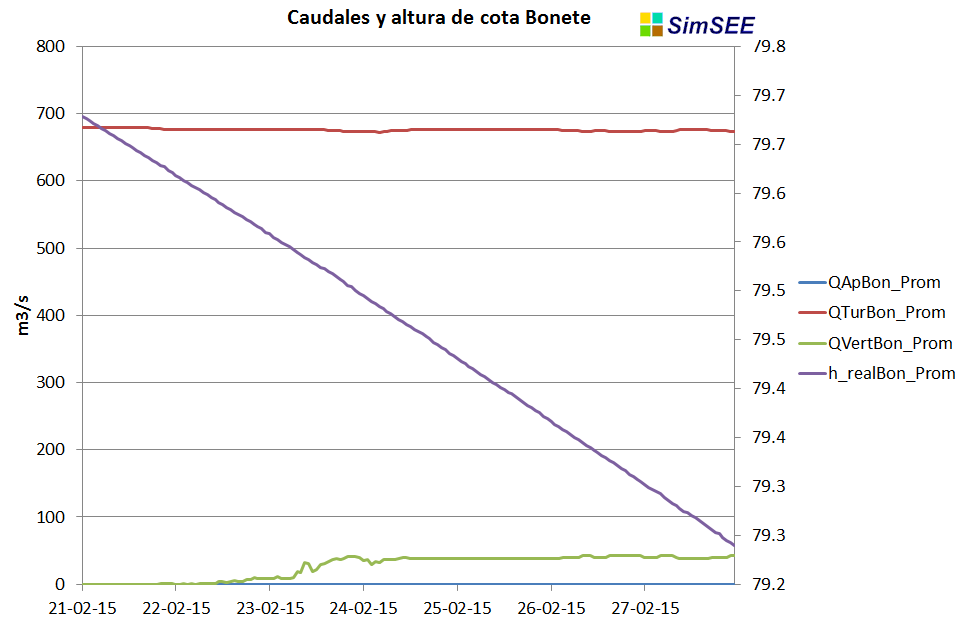 Caudales y altura de cota Bonete
SimSEE
800
700
600
500
400
300
200
100
0
m3/s
79.8
79.7
79.7
79.6
79.6
79.5
79.5
79.4
79.4
79.3
79.3
79.2
21-02-15 22-02-15 23-02-15 24-02-15 25-02-15 26-02-15 27-02-15
QApBon_Prom
QTurBon_Prom
QVertBon_Prom
h_realBon_Prom